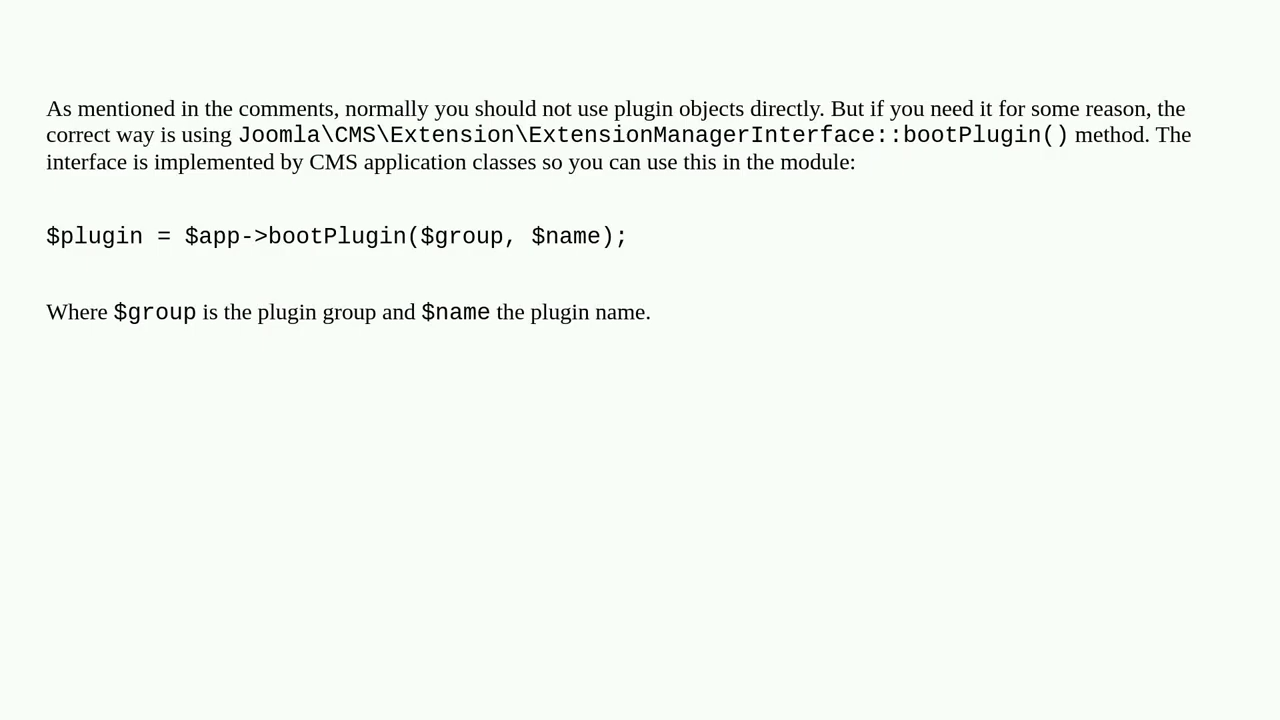 As mentioned in the comments, normally you should not use plugin objects directly. But if you need it for some reason, the
correct way is using Joomla\CMS\Extension\ExtensionManagerInterface::bootPlugin() method. The
interface is implemented by CMS application classes so you can use this in the module:
$plugin = $app->bootPlugin($group, $name);
Where $group is the plugin group and $name the plugin name.